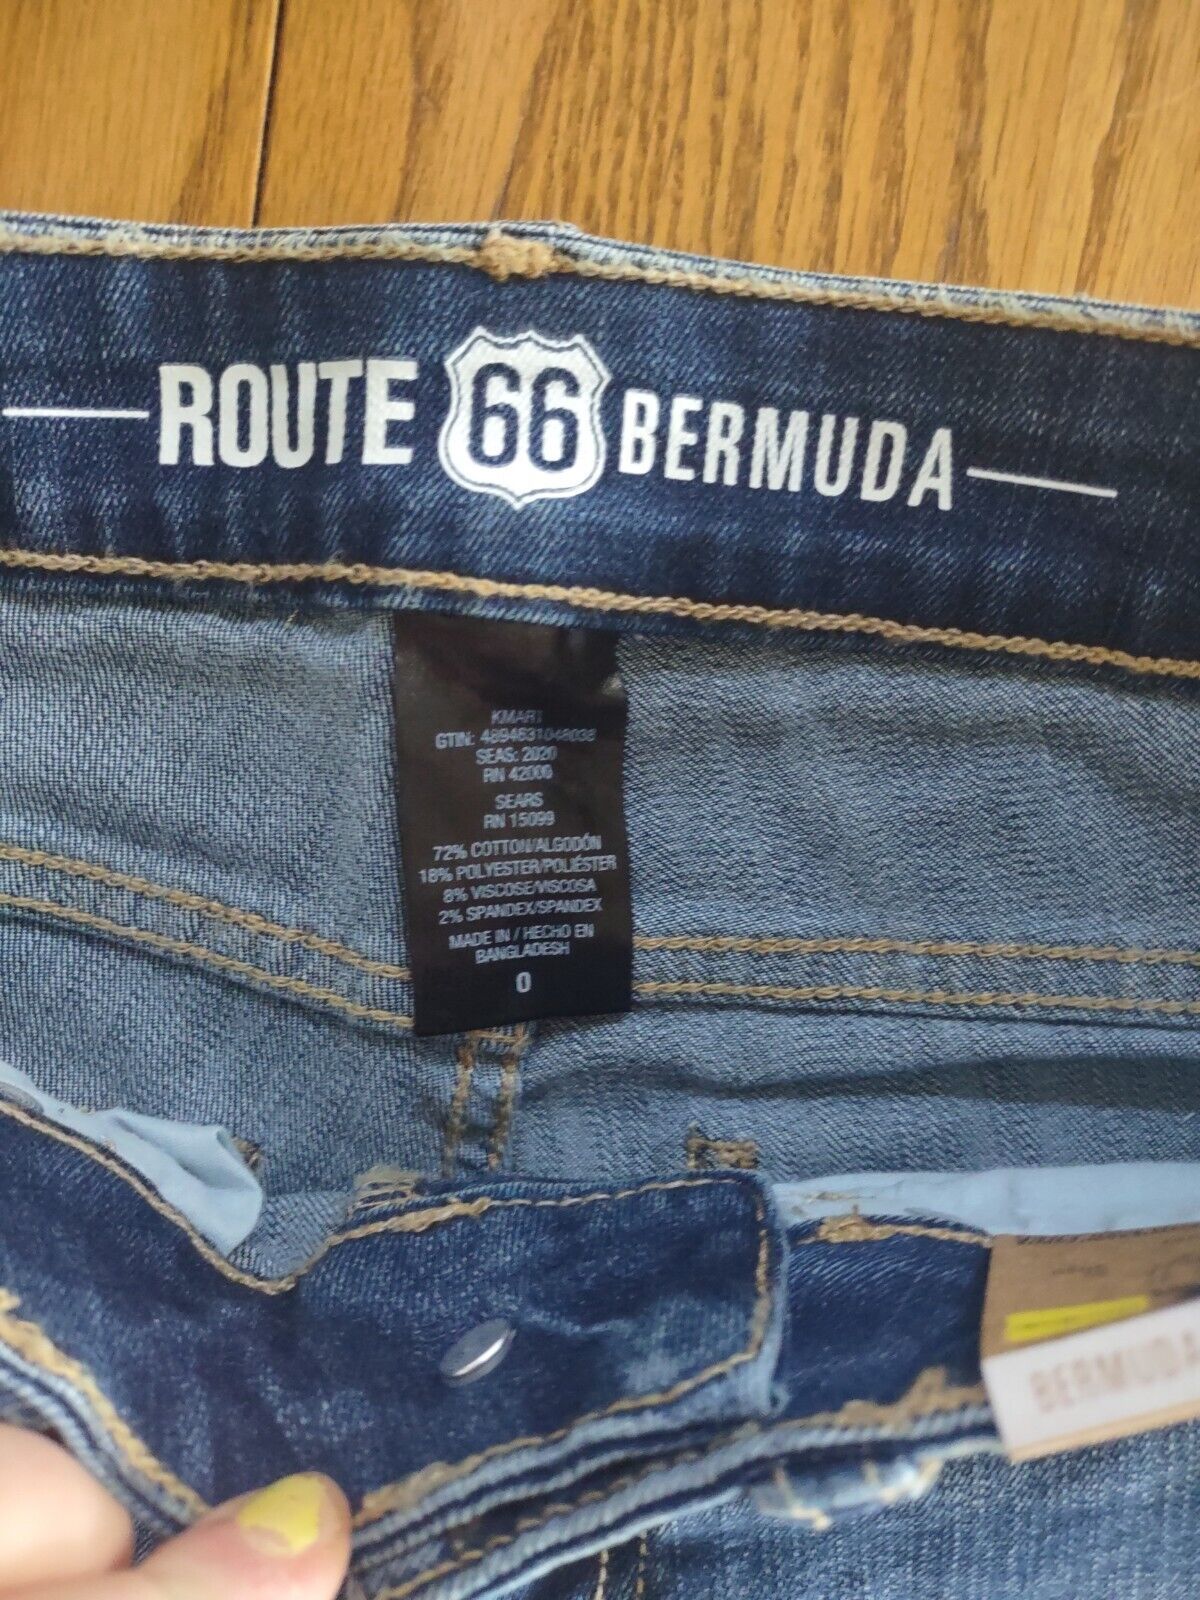 ROUTE 66 BERMUDA
KMART
GTIN: 4894631048038
SEAS: 2020
RN 42000
SEARS
RN 15099
72% COTTON/ALGODÓN
18% POLYESTER/POLIÉSTER
8% VISCOSE/VISCOSA
2% SPANDEX/SPANDEX
MADE IN / HECHO EN
BANGLADESH
0
BERMUDA